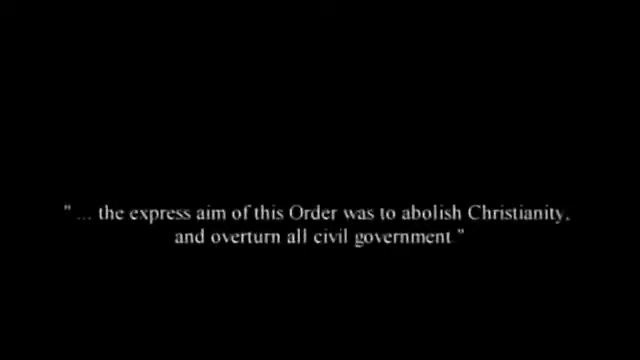 " ... the express aim of this Order was to abolish Christianity,
and overturn all civil government."